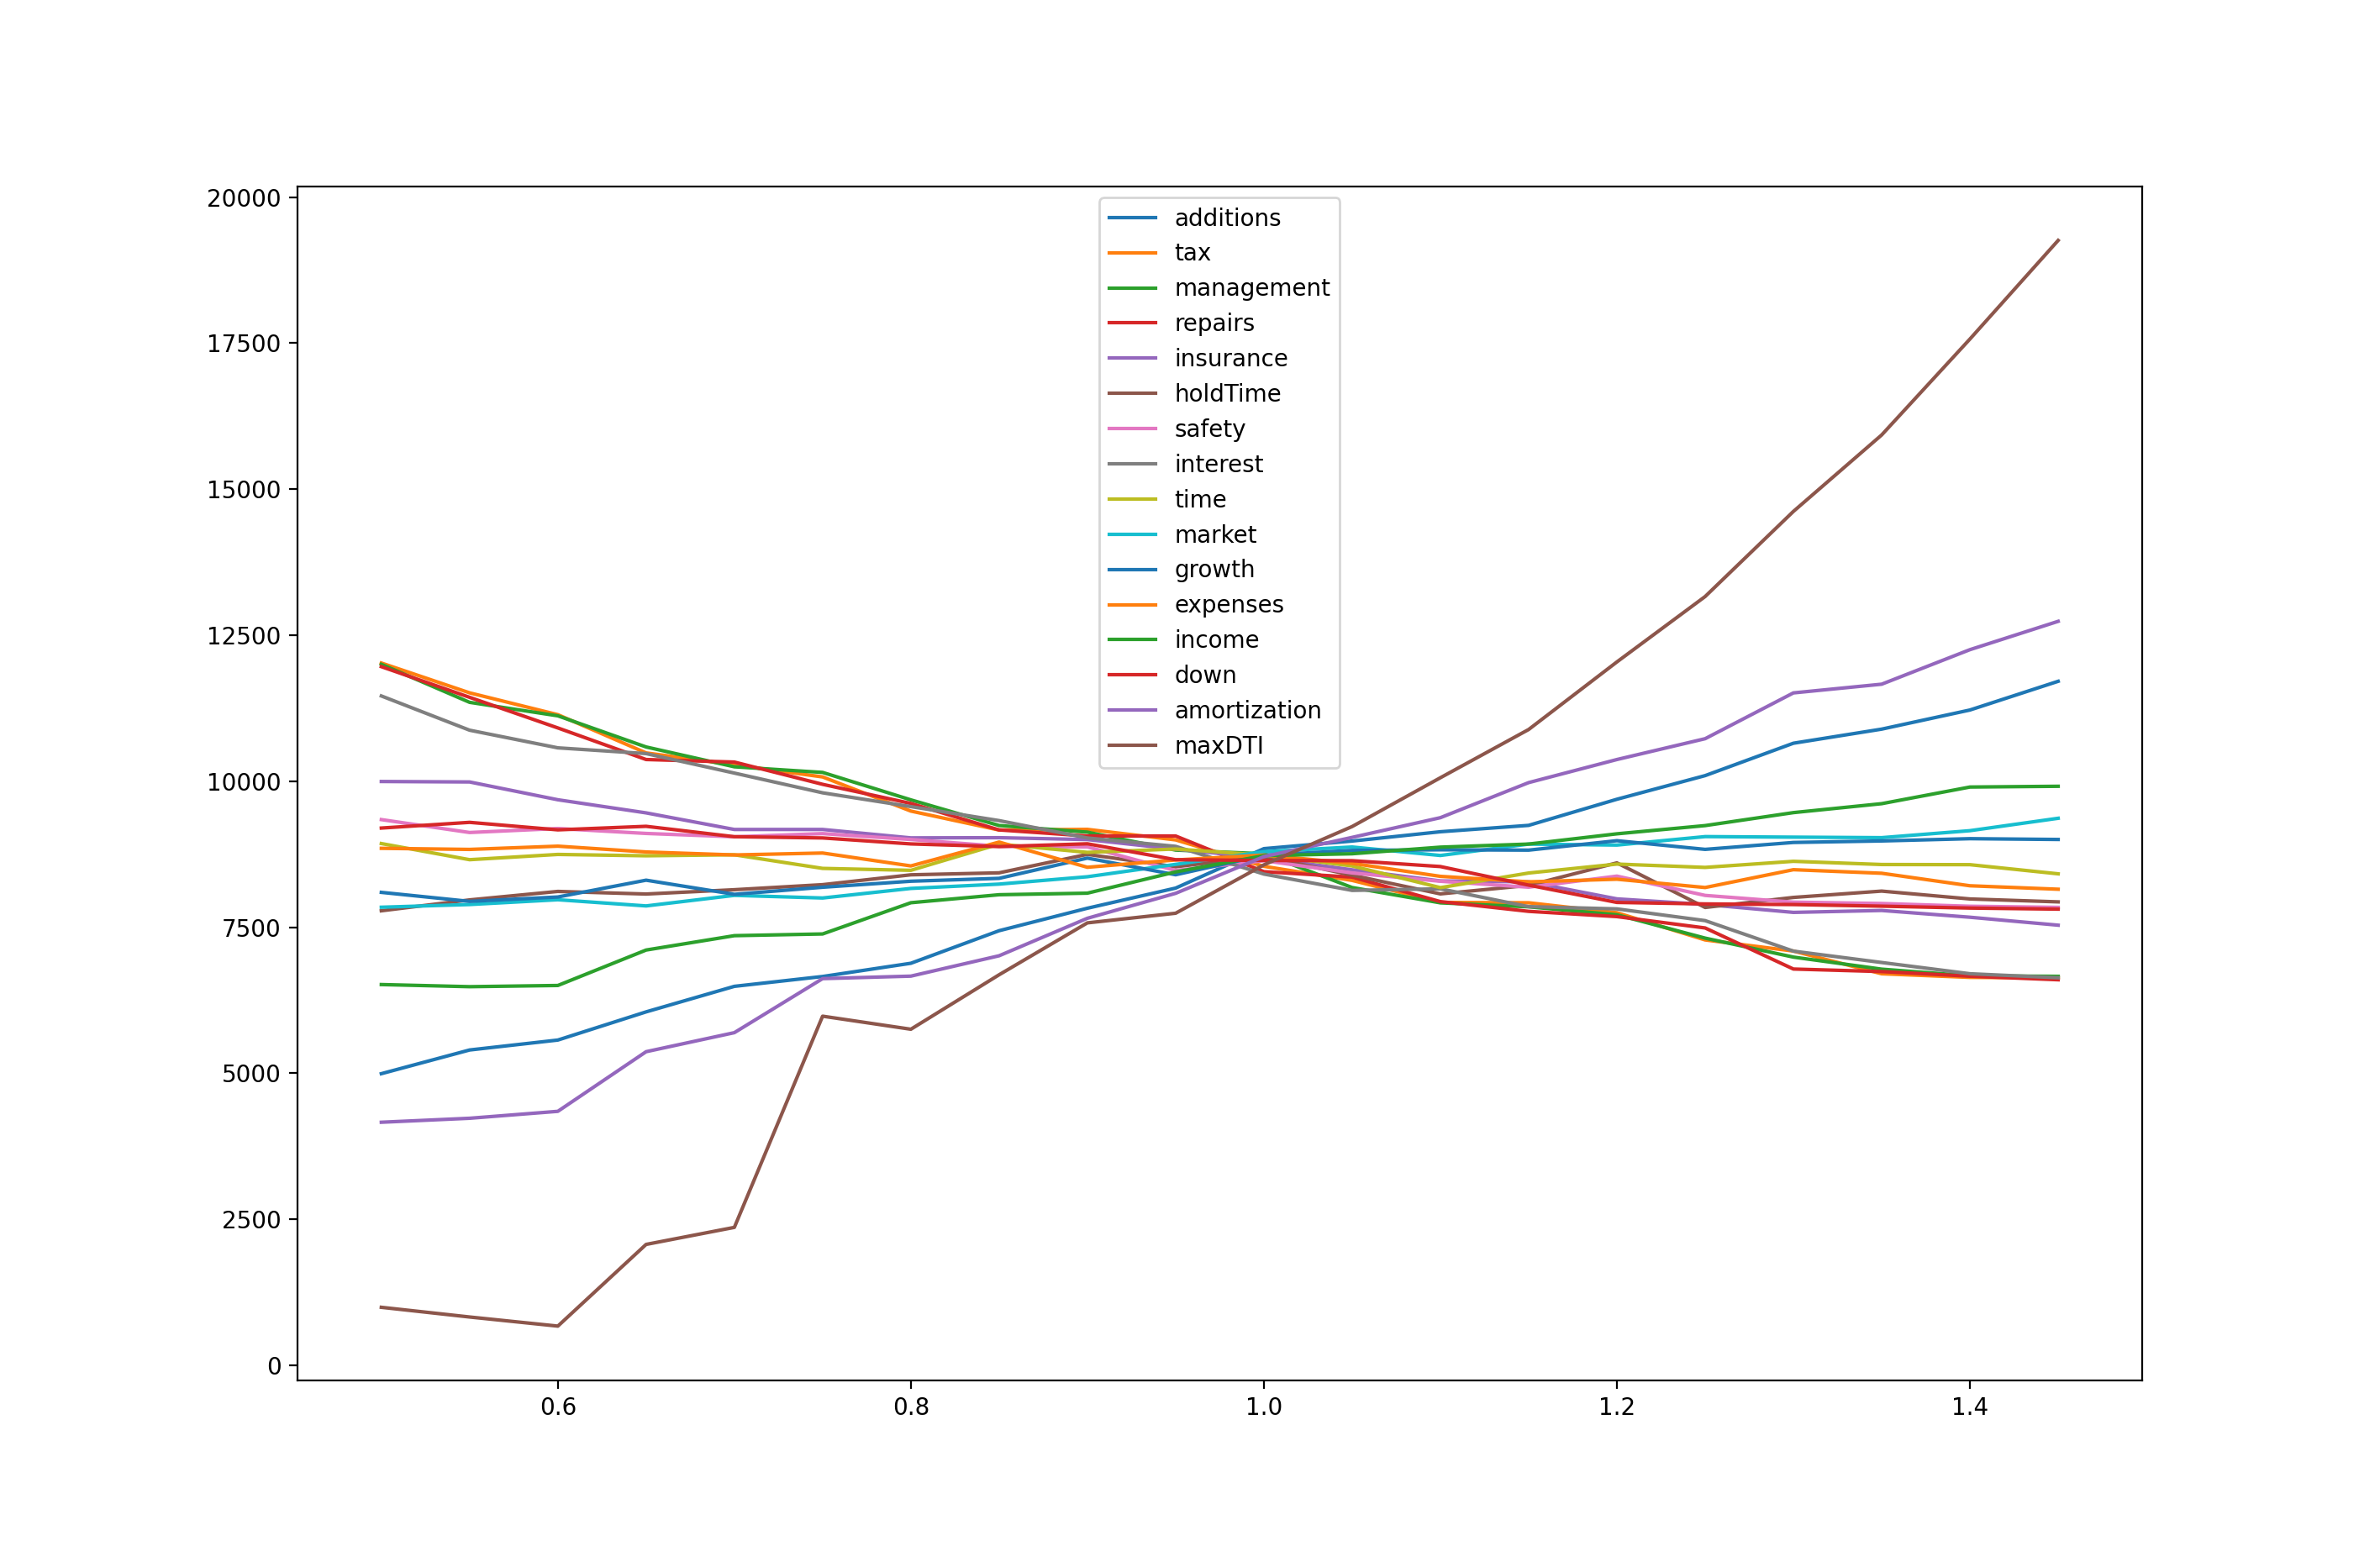 20000
17500
15000
12500
10000
7500
5000
2500
0
additions
tax
management
repairs
insurance
holdTime
safety
interest
time
market
growth
expenses
income
down
amortization
maxDTI
0.6 0.8 1.0 1.2 1.4